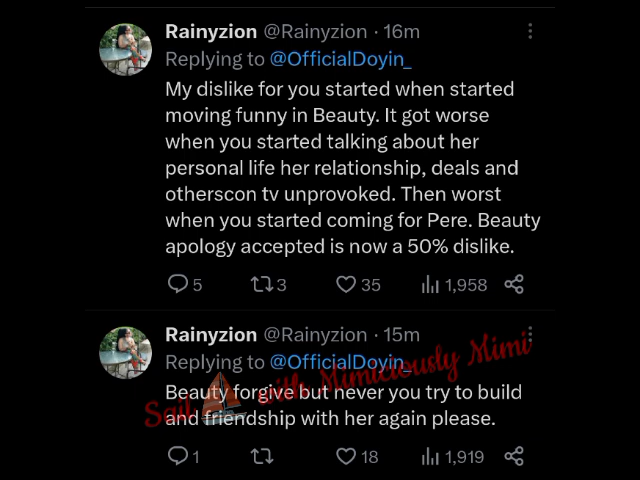 Rainyzion @Rainyzion · 16m
Replying to @OfficialDoyin_
My dislike for you started when started
moving funny in Beauty. It got worse
when you started talking about her
personal life her relationship, deals and
otherscon tv unprovoked. Then worst
when you started coming for Pere. Beauty
apology accepted is now a 50% dislike.
5 3 35 1,958
Rainyzion @Rainyzion · 15m
Replying to @OfficialDoyin_
Beauty forgive but never you try to build
and friendship with her again please.
Sail with Mimiciously Mimi
1 18 1,919